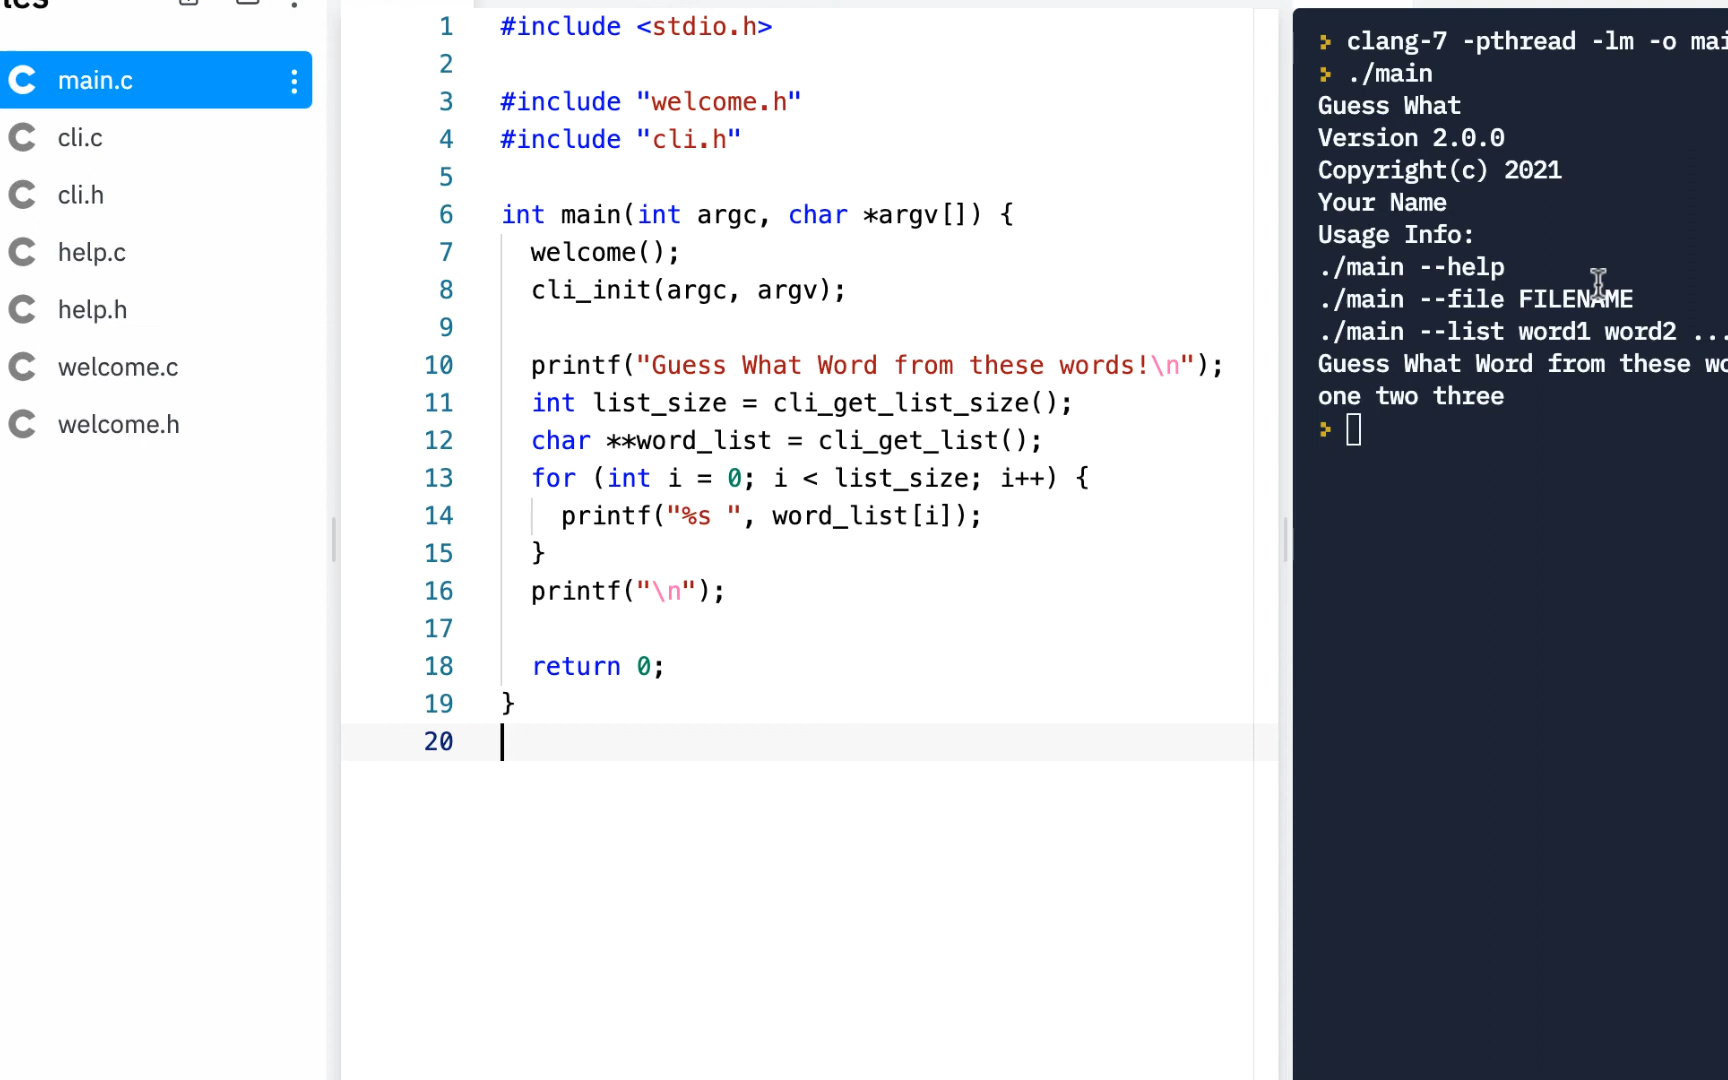 main.c
cli.c
cli.h
help.c
help.h
welcome.c
welcome.h
1 #include <stdio.h>
2
3 #include "welcome.h"
4 #include "cli.h"
5
6 int main(int argc, char *argv[]) {
7 welcome();
8 cli_init(argc, argv);
9
10 printf("Guess What Word from these words!\n");
11 int list_size = cli_get_list_size();
12 char **word_list = cli_get_list();
13 for (int i = 0; i < list_size; i++) {
14 printf("%s ", word_list[i]);
15 }
16 printf("\n");
17
18 return 0;
19 }
20
> clang-7 -pthread -lm -o
> ./main
Guess What
Version 2.0.0
Copyright(c) 2021
Your Name
Usage Info:
./main --help
./main --file FILENAME
./main --list word1 word2 ...
Guess What Word from these
one two three
>